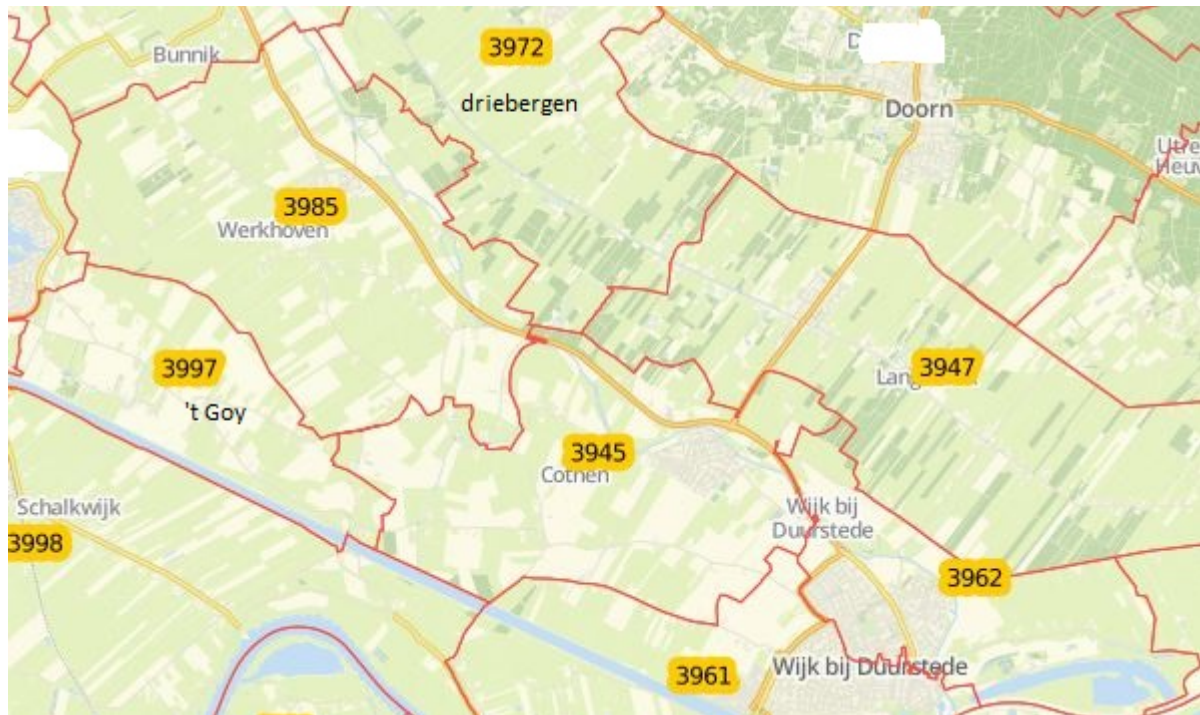 3972
Bunnik
driebergen
Doorn
3985
Werkhoven
3997
't Goy
3947
3945
Cothen
Schalkwijk
Wijk bij
Duurstede
3998
3962
3961
Wijk bij Duurstede